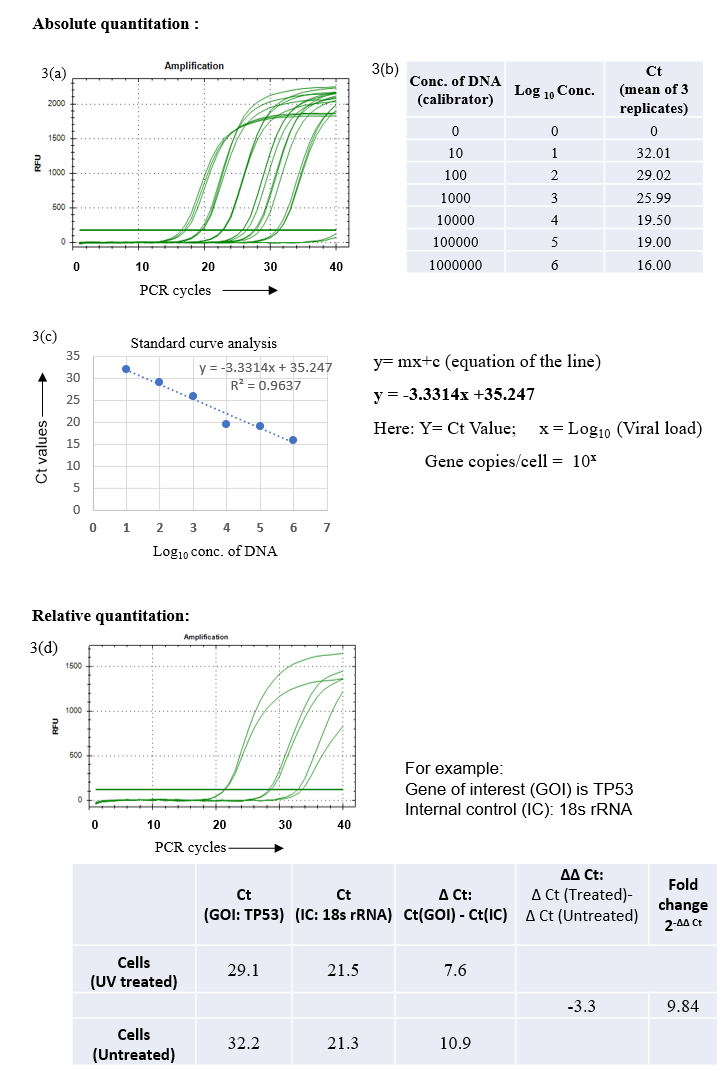 Absolute quantitation :
3(a)
Amplification
RFU
2000
1500
1000
500
0
0 10 20 30 40
PCR cycles
3(b)
Conc. of DNA (calibrator) Log 10 Conc. Ct (mean of 3 replicates)
0 0 0
10 1 32.01
100 2 29.02
1000 3 25.99
10000 4 19.50
100000 5 19.00
1000000 6 16.00
3(c)
Standard curve analysis
y = -3.3314x + 35.247
R² = 0.9637
Ct values
35
30
25
20
15
10
5
0
0 1 2 3 4 5 6 7
Log10 conc. of DNA
y= mx+c (equation of the line)
y = -3.3314x +35.247
Here: Y= Ct Value; x = Log10 (Viral load)
Gene copies/cell = 10ˣ
Relative quantitation:
3(d)
Amplification
RFU
1500
1000
500
0
0 10 20 30 40
PCR cycles
For example:
Gene of interest (GOI) is TP53
Internal control (IC): 18s rRNA
Ct (GOI: TP53) Ct (IC: 18s rRNA) Δ Ct: Ct(GOI) - Ct(IC) ΔΔ Ct: Δ Ct (Treated)- Δ Ct (Untreated) Fold change 2-ΔΔ Ct
Cells (UV treated) 29.1 21.5 7.6
-3.3 9.84
Cells (Untreated) 32.2 21.3 10.9